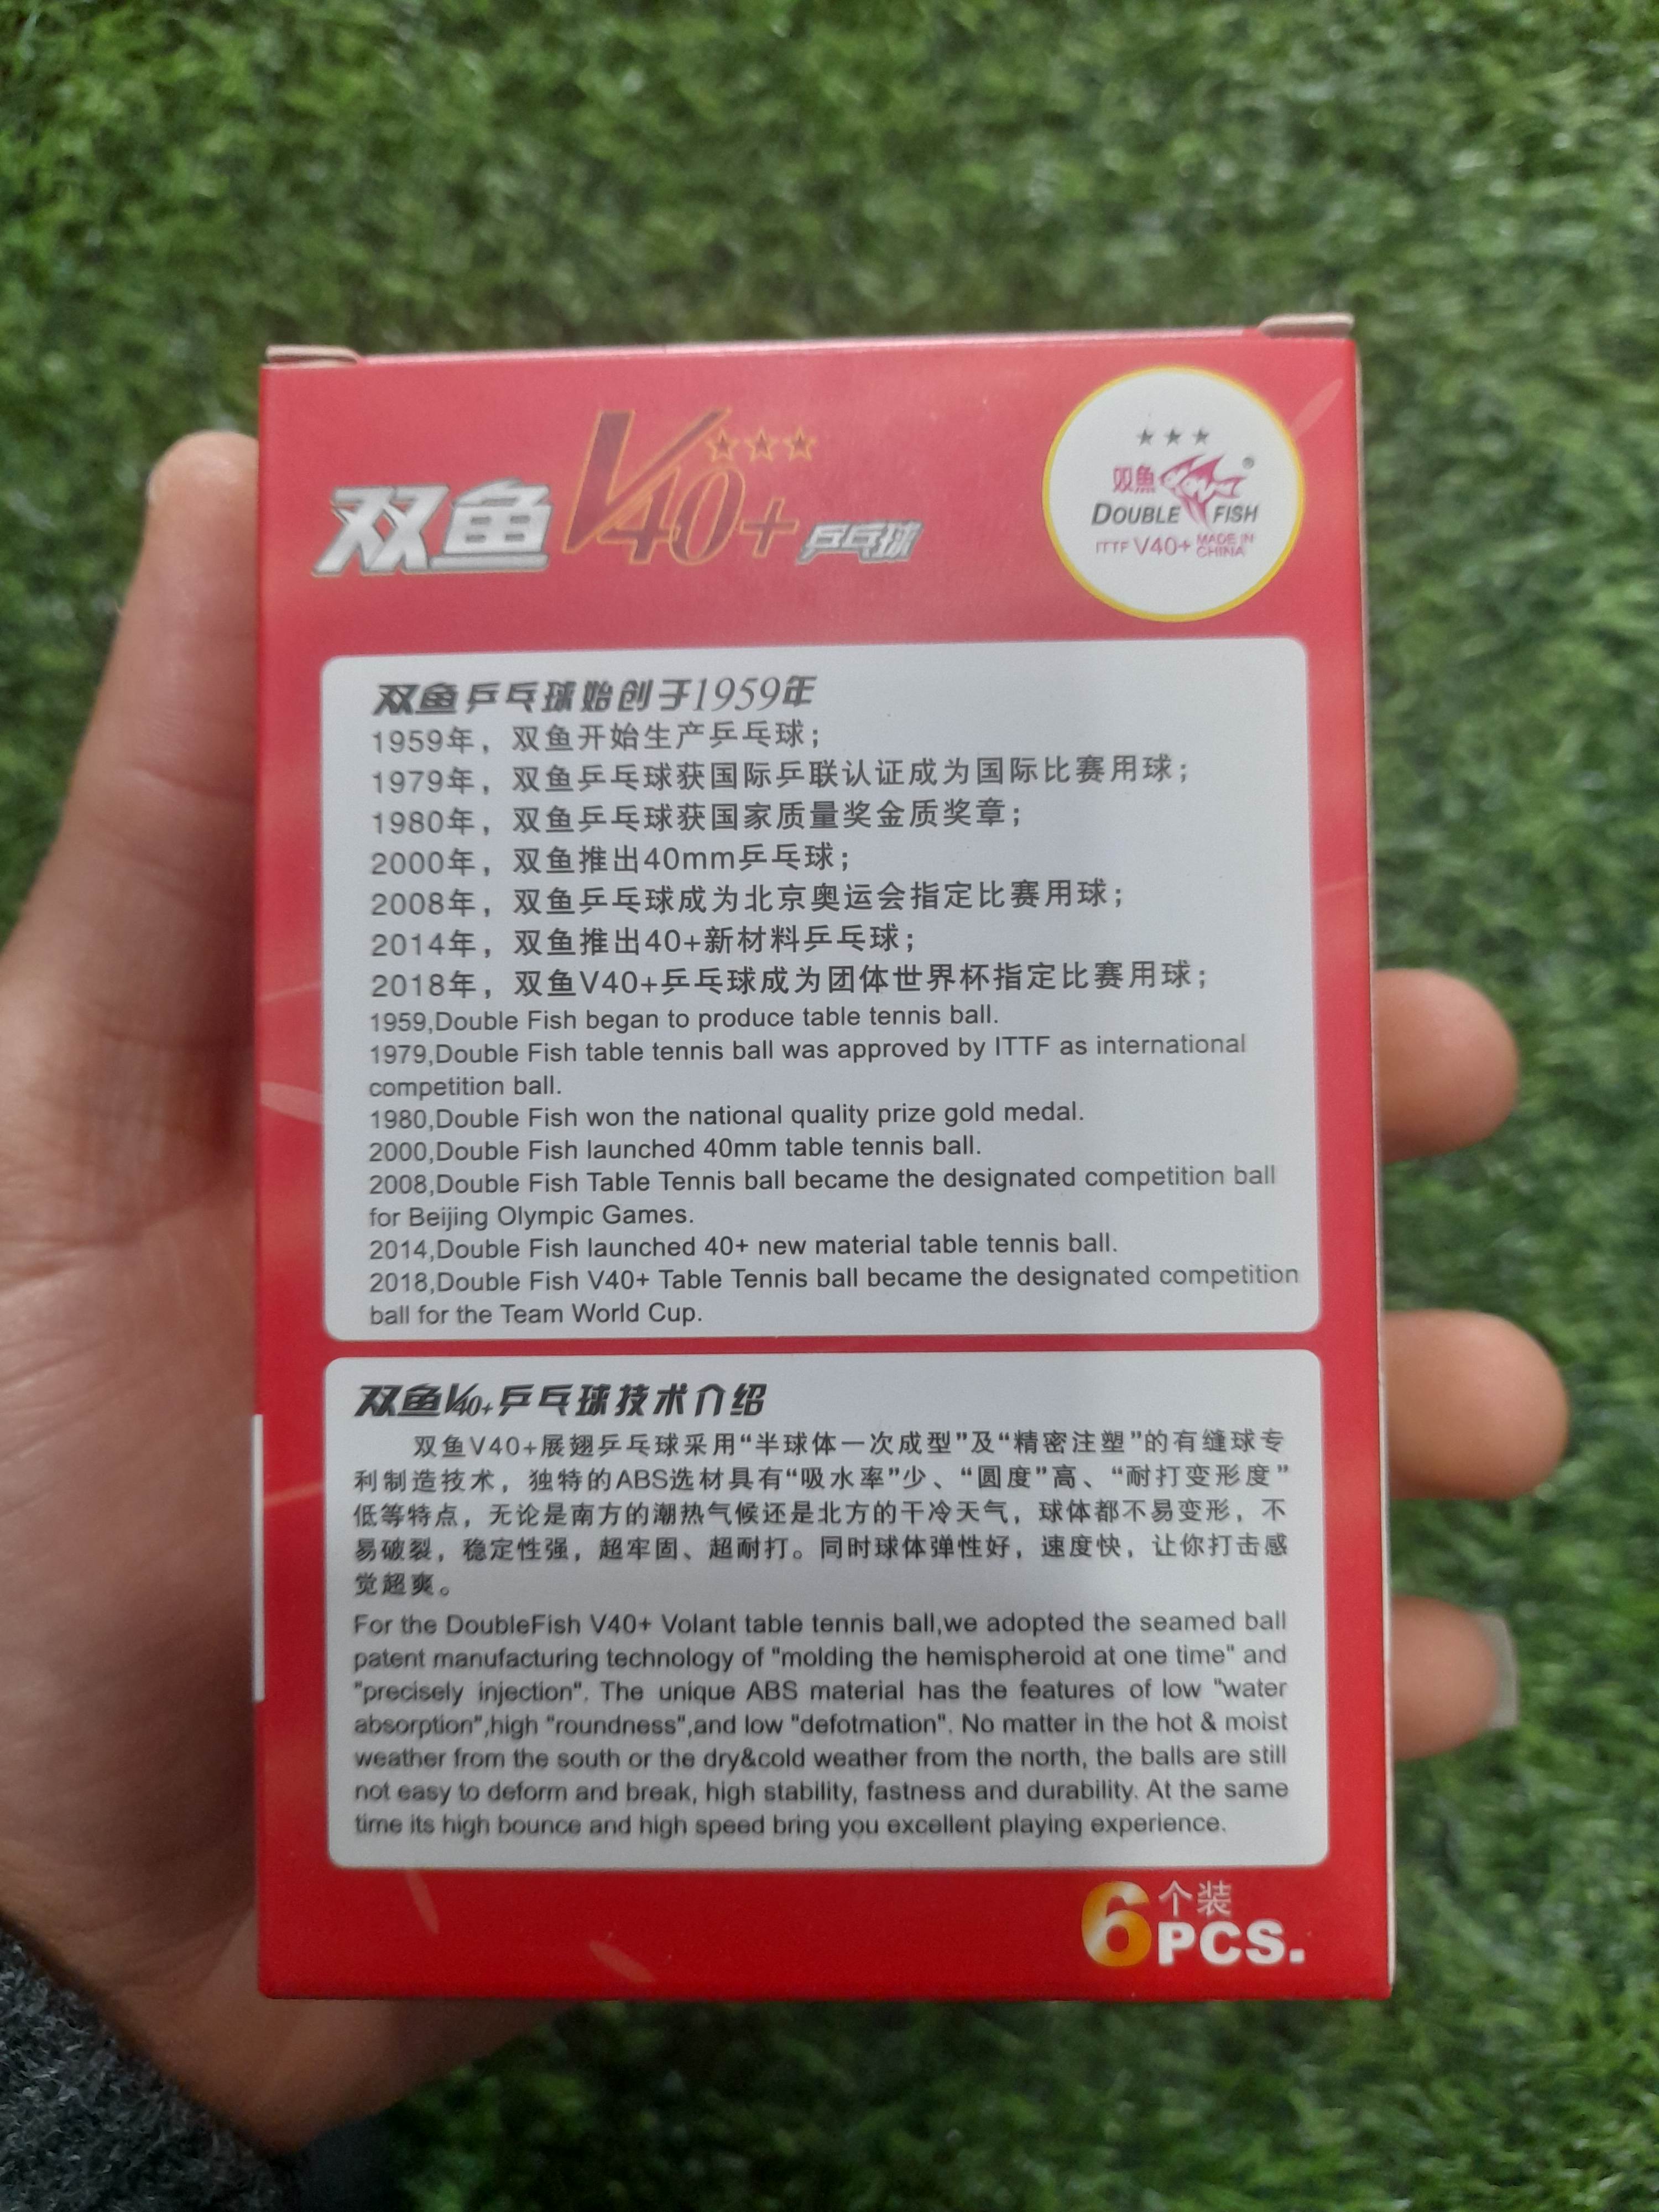 双鱼V40+乒乓球
双魚
DOUBLE FISH
ITTF V40+ MADE IN CHINA
双鱼乒乓球始创于1959年
1959年，双鱼开始生产乒乓球；
1979年，双鱼乒乓球获国际乒联认证成为国际比赛用球；
1980年，双鱼乒乓球获国家质量奖金质奖章；
2000年，双鱼推出40mm乒乓球；
2008年，双鱼乒乓球成为北京奥运会指定比赛用球；
2014年，双鱼推出40+新材料乒乓球；
2018年，双鱼V40+乒乓球成为团体世界杯指定比赛用球；
1959,Double Fish began to produce table tennis ball.
1979,Double Fish table tennis ball was approved by ITTF as international
competition ball.
1980,Double Fish won the national quality prize gold medal.
2000,Double Fish launched 40mm table tennis ball.
2008,Double Fish Table Tennis ball became the designated competition ball
for Beijing Olympic Games.
2014,Double Fish launched 40+ new material table tennis ball.
2018,Double Fish V40+ Table Tennis ball became the designated competition
ball for the Team World Cup.
双鱼V40+乒乓球技术介绍
双鱼V40+展翅乒乓球采用“半球体一次成型”及“精密注塑”的有缝球专
利制造技术，独特的ABS选材具有“吸水率”少、“圆度”高、“耐打变形度”
低等特点，无论是南方的潮热气候还是北方的干冷天气，球体都不易变形，不
易破裂，稳定性强，超牢固、超耐打。同时球体弹性好，速度快，让你打击感
觉超爽。
For the DoubleFish V40+ Volant table tennis ball,we adopted the seamed ball
patent manufacturing technology of "molding the hemispheroid at one time" and
"precisely injection". The unique ABS material has the features of low "water
absorption",high "roundness",and low "defotmation". No matter in the hot & moist
weather from the south or the dry&cold weather from the north, the balls are still
not easy to deform and break, high stability, fastness and durability. At the same
time its high bounce and high speed bring you excellent playing experience.
6个装
PCS.